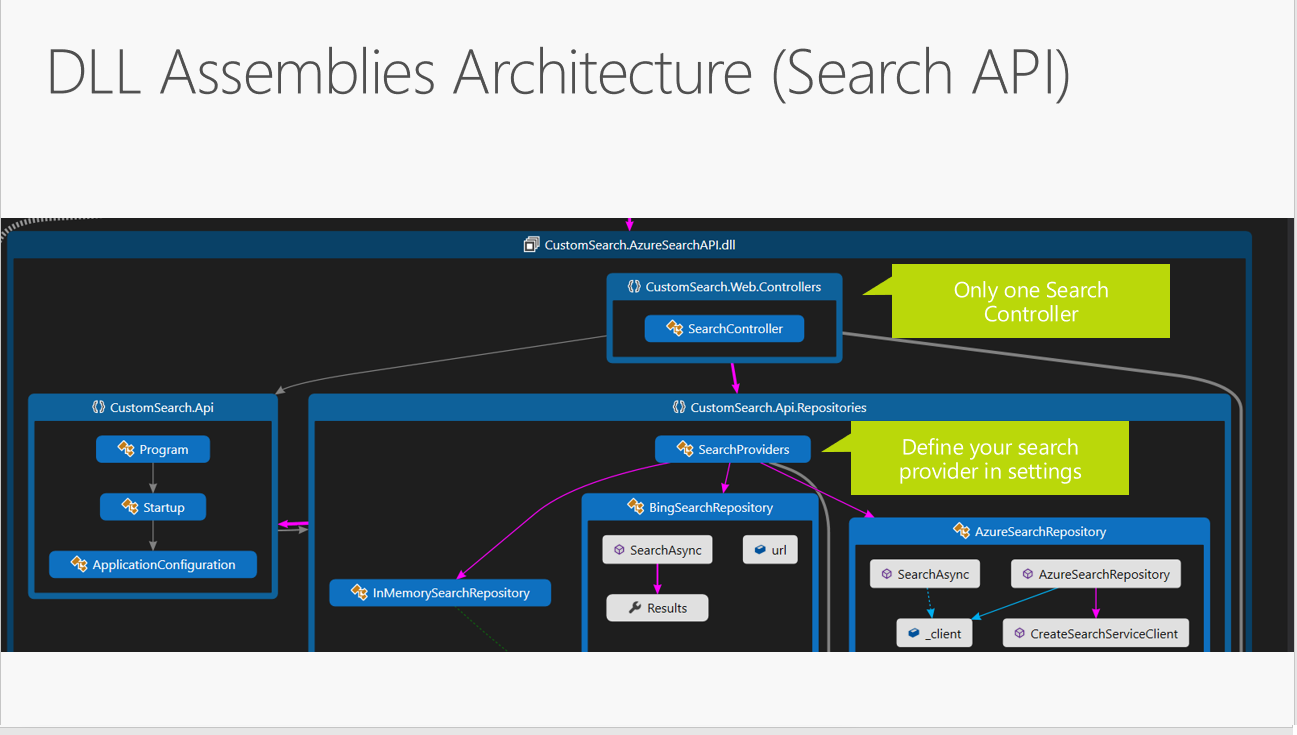 DLL Assemblies Architecture (Search API)
CustomSearch.AzureSearchAPI.dll
CustomSearch.Web.Controllers
SearchController
Only one Search
Controller
CustomSearch.Api
Program
Startup
ApplicationConfiguration
CustomSearch.Api.Repositories
SearchProviders
Define your search
provider in settings
InMemorySearchRepository
BingSearchRepository
SearchAsync
url
Results
AzureSearchRepository
SearchAsync
AzureSearchRepository
_client
CreateSearchServiceClient